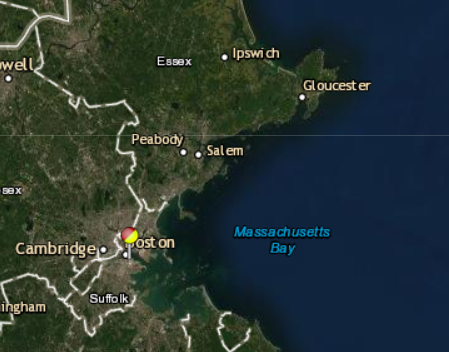 Ipswich
Essex
owell
Gloucester
Peabody
Salem
sex
Massachusetts
Bay
oston
Cambridge
Suffolk
ingham